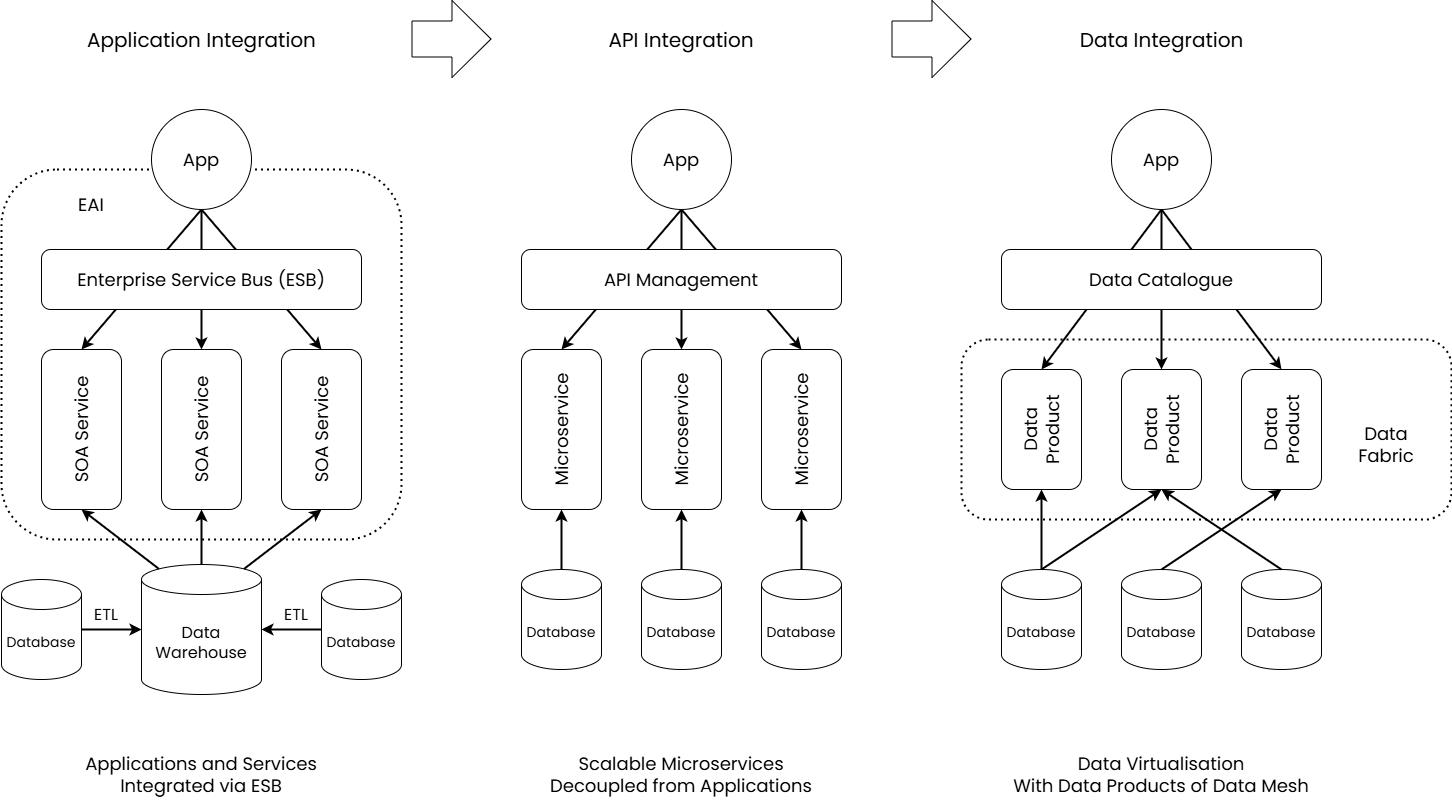 Application Integration
App
EAI
Enterprise Service Bus (ESB)
SOA Service
SOA Service
SOA Service
Database
ETL
Data
Warehouse
ETL
Database
Applications and Services
Integrated via ESB
API Integration
App
API Management
Microservice
Microservice
Microservice
Database
Database
Database
Scalable Microservices
Decoupled from Applications
Data Integration
App
Data Catalogue
Data
Product
Data
Product
Data
Product
Data
Fabric
Database
Database
Database
Data Virtualisation
With Data Products of Data Mesh